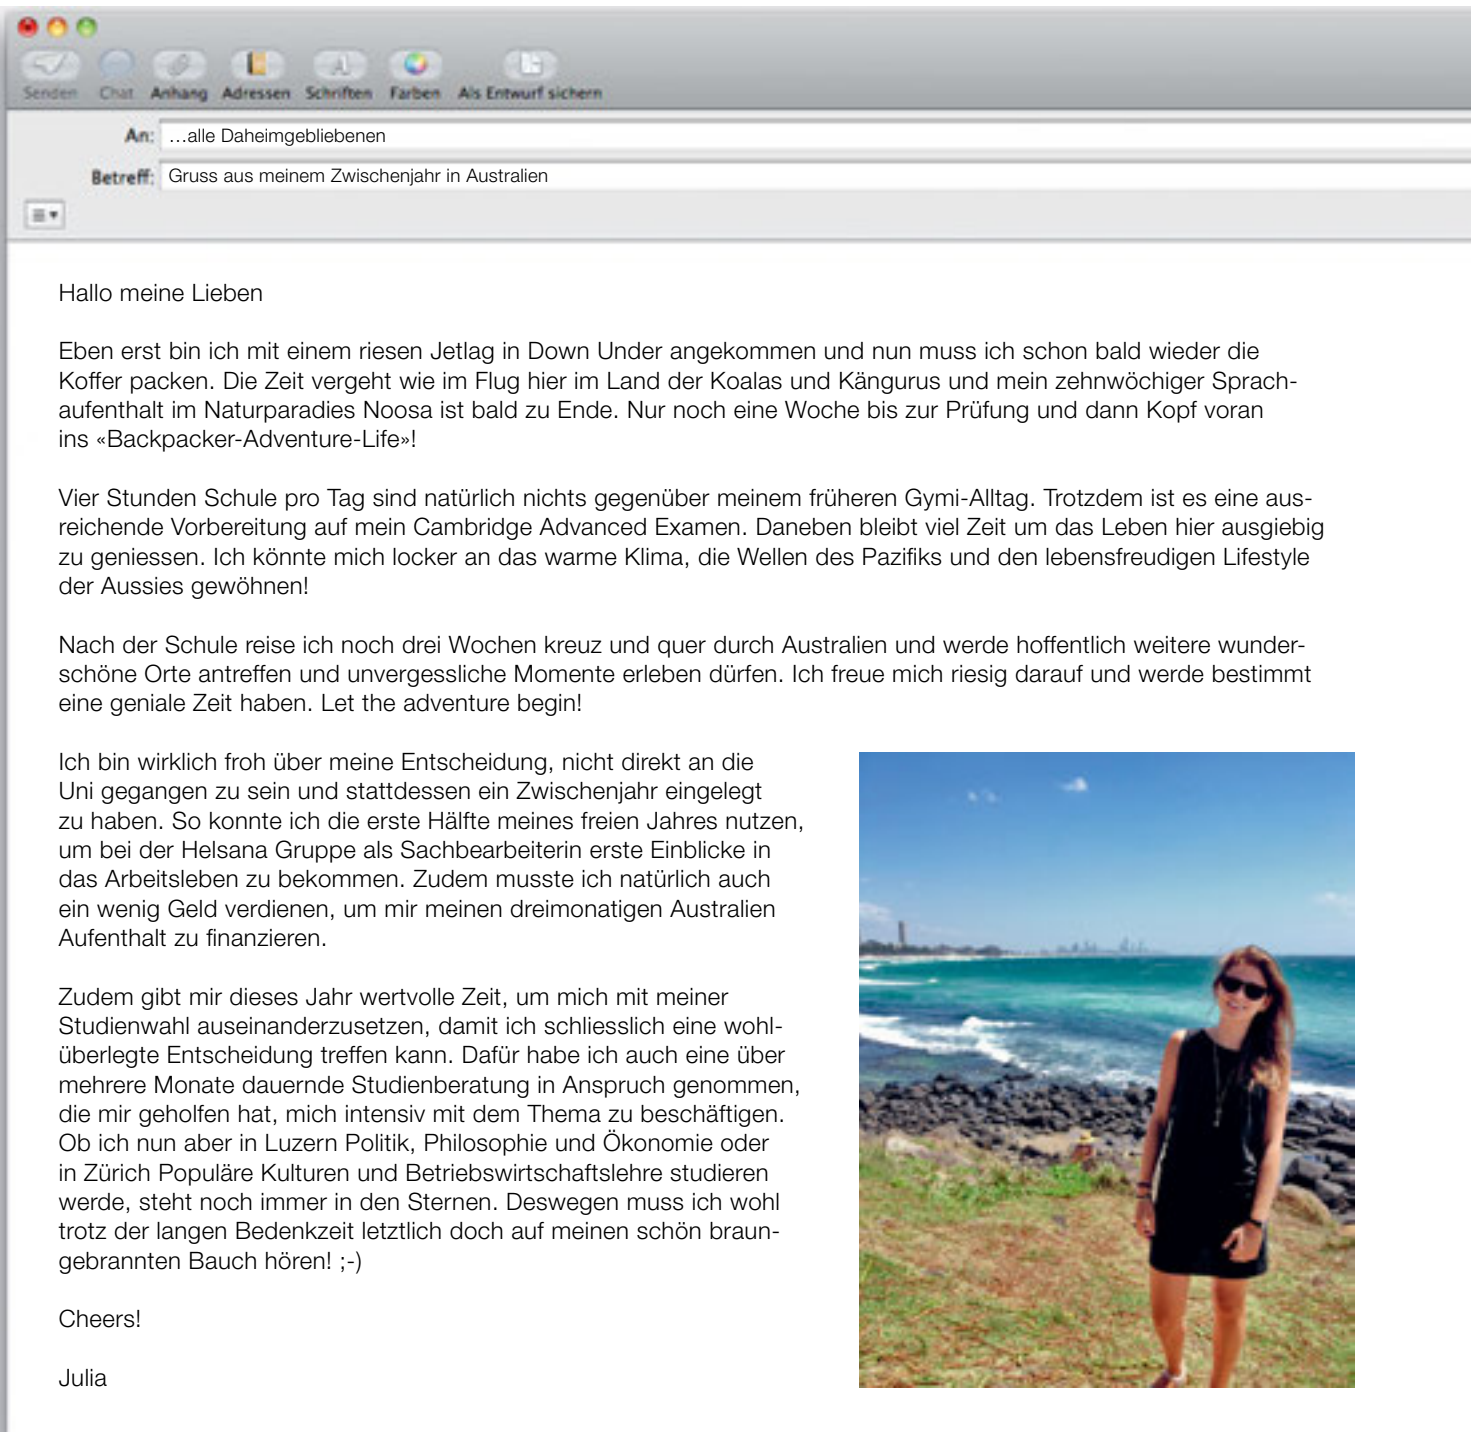 Senden Chat Anhang Adressen Schriften Farben Als Entwurf sichern
An: …alle Daheimgebliebenen
Betreff: Gruss aus meinem Zwischenjahr in Australien
Hallo meine Lieben
Eben erst bin ich mit einem riesen Jetlag in Down Under angekommen und nun muss ich schon bald wieder die
Koffer packen. Die Zeit vergeht wie im Flug hier im Land der Koalas und Kängurus und mein zehnwöchiger Sprach-
aufenthalt im Naturparadies Noosa ist bald zu Ende. Nur noch eine Woche bis zur Prüfung und dann Kopf voran
ins «Backpacker-Adventure-Life»!
Vier Stunden Schule pro Tag sind natürlich nichts gegenüber meinem früheren Gymi-Alltag. Trotzdem ist es eine aus-
reichende Vorbereitung auf mein Cambridge Advanced Examen. Daneben bleibt viel Zeit um das Leben hier ausgiebig
zu geniessen. Ich könnte mich locker an das warme Klima, die Wellen des Pazifiks und den lebensfreudigen Lifestyle
der Aussies gewöhnen!
Nach der Schule reise ich noch drei Wochen kreuz und quer durch Australien und werde hoffentlich weitere wunder-
schöne Orte antreffen und unvergessliche Momente erleben dürfen. Ich freue mich riesig darauf und werde bestimmt
eine geniale Zeit haben. Let the adventure begin!
Ich bin wirklich froh über meine Entscheidung, nicht direkt an die
Uni gegangen zu sein und stattdessen ein Zwischenjahr eingelegt
zu haben. So konnte ich die erste Hälfte meines freien Jahres nutzen,
um bei der Helsana Gruppe als Sachbearbeiterin erste Einblicke in
das Arbeitsleben zu bekommen. Zudem musste ich natürlich auch
ein wenig Geld verdienen, um mir meinen dreimonatigen Australien
Aufenthalt zu finanzieren.
Zudem gibt mir dieses Jahr wertvolle Zeit, um mich mit meiner
Studienwahl auseinanderzusetzen, damit ich schliesslich eine wohl-
überlegte Entscheidung treffen kann. Dafür habe ich auch eine über
mehrere Monate dauernde Studienberatung in Anspruch genommen,
die mir geholfen hat, mich intensiv mit dem Thema zu beschäftigen.
Ob ich nun aber in Luzern Politik, Philosophie und Ökonomie oder
in Zürich Populäre Kulturen und Betriebswirtschaftslehre studieren
werde, steht noch immer in den Sternen. Deswegen muss ich wohl
trotz der langen Bedenkzeit letztlich doch auf meinen schön braun-
gebrannten Bauch hören! ;-)
Cheers!
Julia